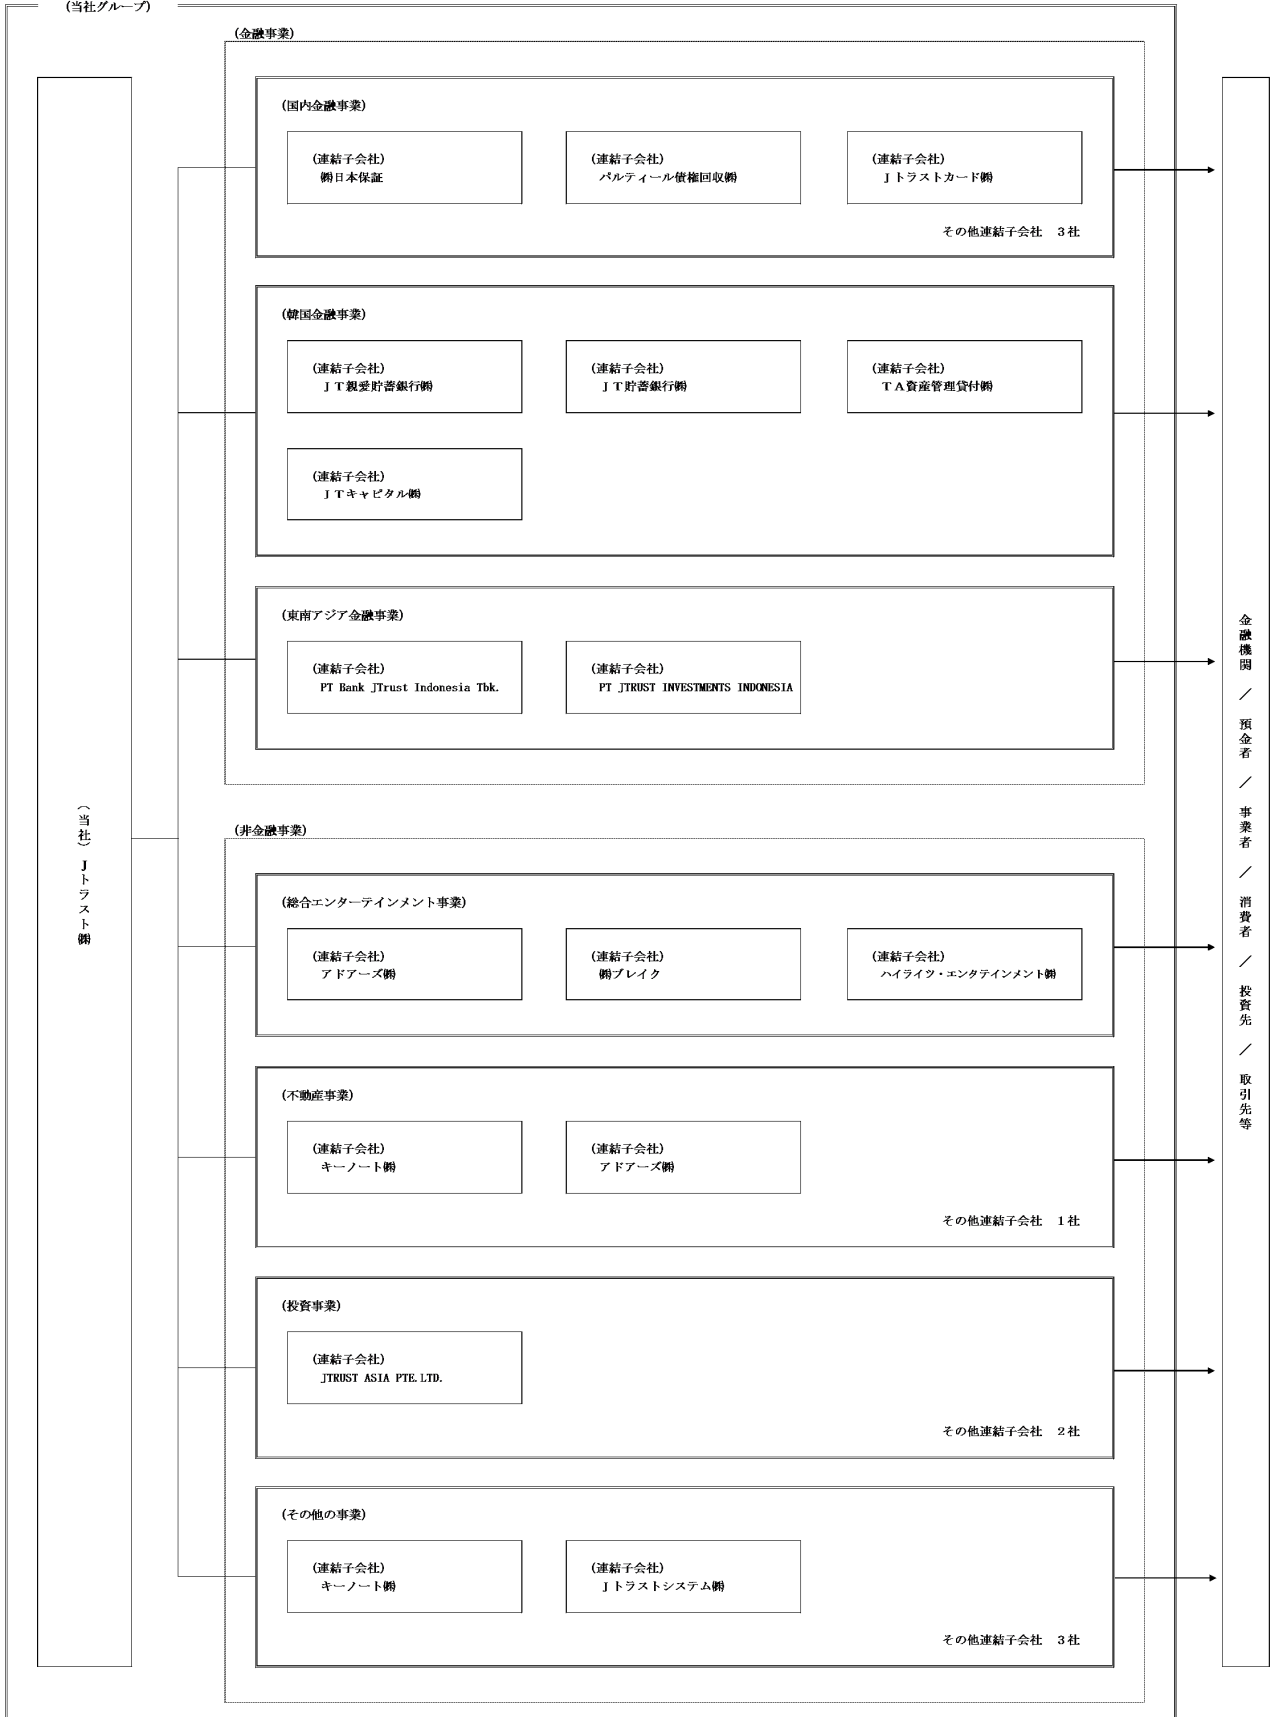 (当社グループ)
(金融事業)
(国内金融事業)
(連結子会社)
㈱日本保証
(連結子会社)
パルティール債権回収㈱
(連結子会社)
Ｊトラストカード㈱
その他連結子会社　３社
(韓国金融事業)
(連結子会社)
ＪＴ親愛貯蓄銀行㈱
(連結子会社)
ＪＴ貯蓄銀行㈱
(連結子会社)
ＴＡ資産管理貸付㈱
(連結子会社)
ＪＴキャピタル㈱
(東南アジア金融事業)
(連結子会社)
PT Bank JTrust Indonesia Tbk.
(連結子会社)
PT JTRUST INVESTMENTS INDONESIA
(当社)Ｊトラスト㈱
(非金融事業)
(総合エンターテインメント事業)
(連結子会社)
アドアーズ㈱
(連結子会社)
㈱ブレイク
(連結子会社)
ハイライツ・エンタテインメント㈱
(不動産事業)
(連結子会社)
キーノート㈱
(連結子会社)
アドアーズ㈱
その他連結子会社　１社
(投資事業)
(連結子会社)
JTRUST ASIA PTE.LTD.
その他連結子会社　２社
(その他の事業)
(連結子会社)
キーノート㈱
(連結子会社)
Ｊトラストシステム㈱
その他連結子会社　３社
金融機関　／　預金者　／　事業者　／　消費者　／　投資先　／　取引先等